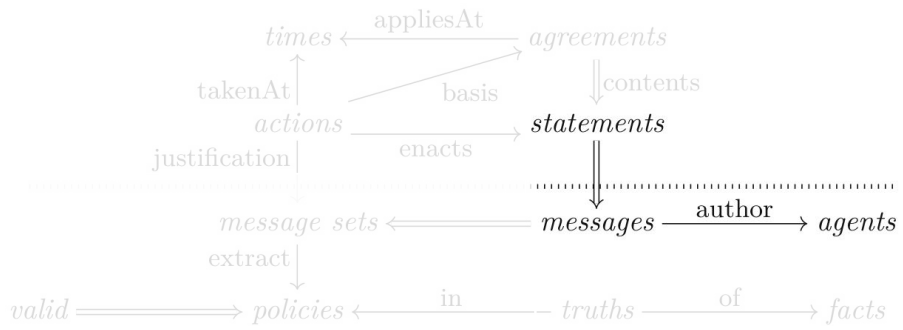 appliesAt
times agreements
takenAt basis contents
actions statements
justification enacts
message sets messages author agents
extract
valid policies in truths of facts